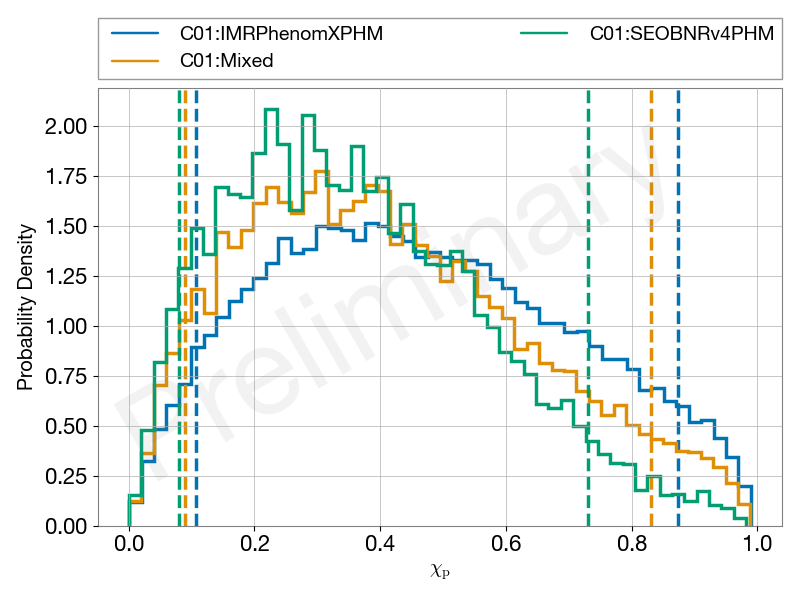 C01:IMRPhenomXPHM
C01:Mixed
C01:SEOBNRv4PHM
2.00
1.75
1.50
1.25
1.00
0.75
0.50
0.25
0.00
Probability Density
Preliminary
0.0 0.2 0.4 0.6 0.8 1.0
χp